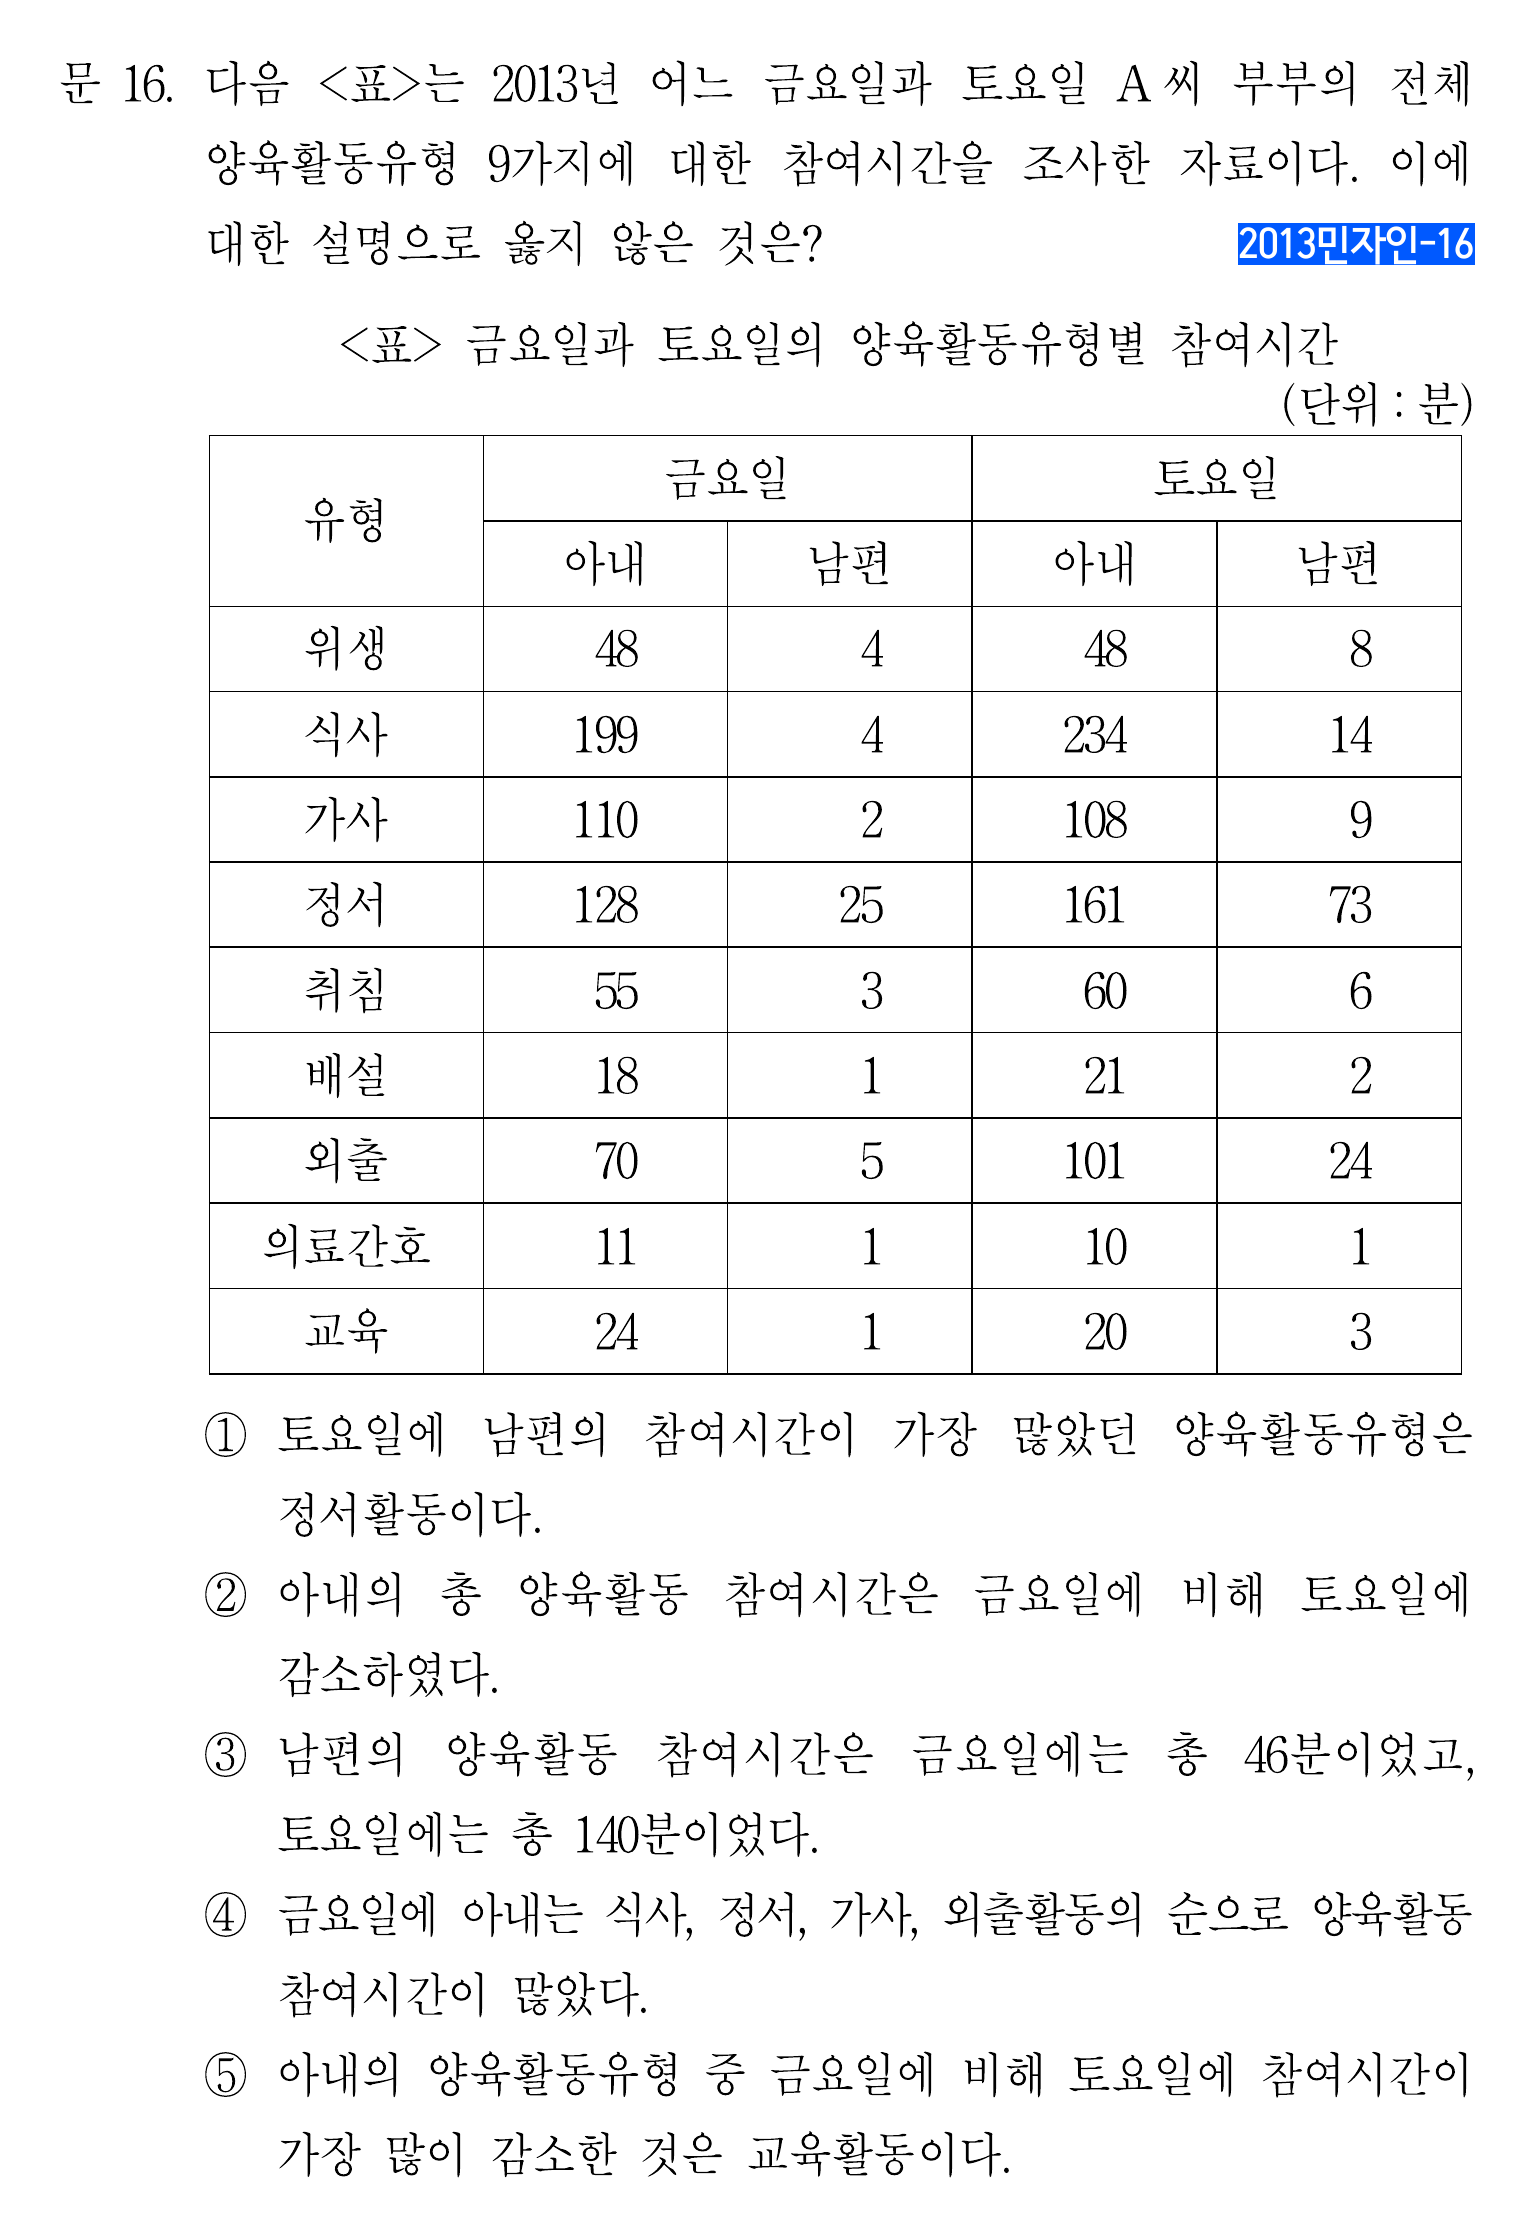 문 16. 다음 <표>는 2013년 어느 금요일과 토요일 A씨 부부의 전체
양육활동유형 9가지에 대한 참여시간을 조사한 자료이다. 이에
대한 설명으로 옳지 않은 것은? 2013민자인-16
<표> 금요일과 토요일의 양육활동유형별 참여시간
(단위 : 분)
유형 금요일 토요일
아내 남편 아내 남편
위생 48 4 48 8
식사 199 4 234 14
가사 110 2 108 9
정서 128 25 161 73
취침 55 3 60 6
배설 18 1 21 2
외출 70 5 101 24
의료간호 11 1 10 1
교육 24 1 20 3
① 토요일에 남편의 참여시간이 가장 많았던 양육활동유형은
정서활동이다.
② 아내의 총 양육활동 참여시간은 금요일에 비해 토요일에
감소하였다.
③ 남편의 양육활동 참여시간은 금요일에는 총 46분이었고,
토요일에는 총 140분이었다.
④ 금요일에 아내는 식사, 정서, 가사, 외출활동의 순으로 양육활동
참여시간이 많았다.
⑤ 아내의 양육활동유형 중 금요일에 비해 토요일에 참여시간이
가장 많이 감소한 것은 교육활동이다.